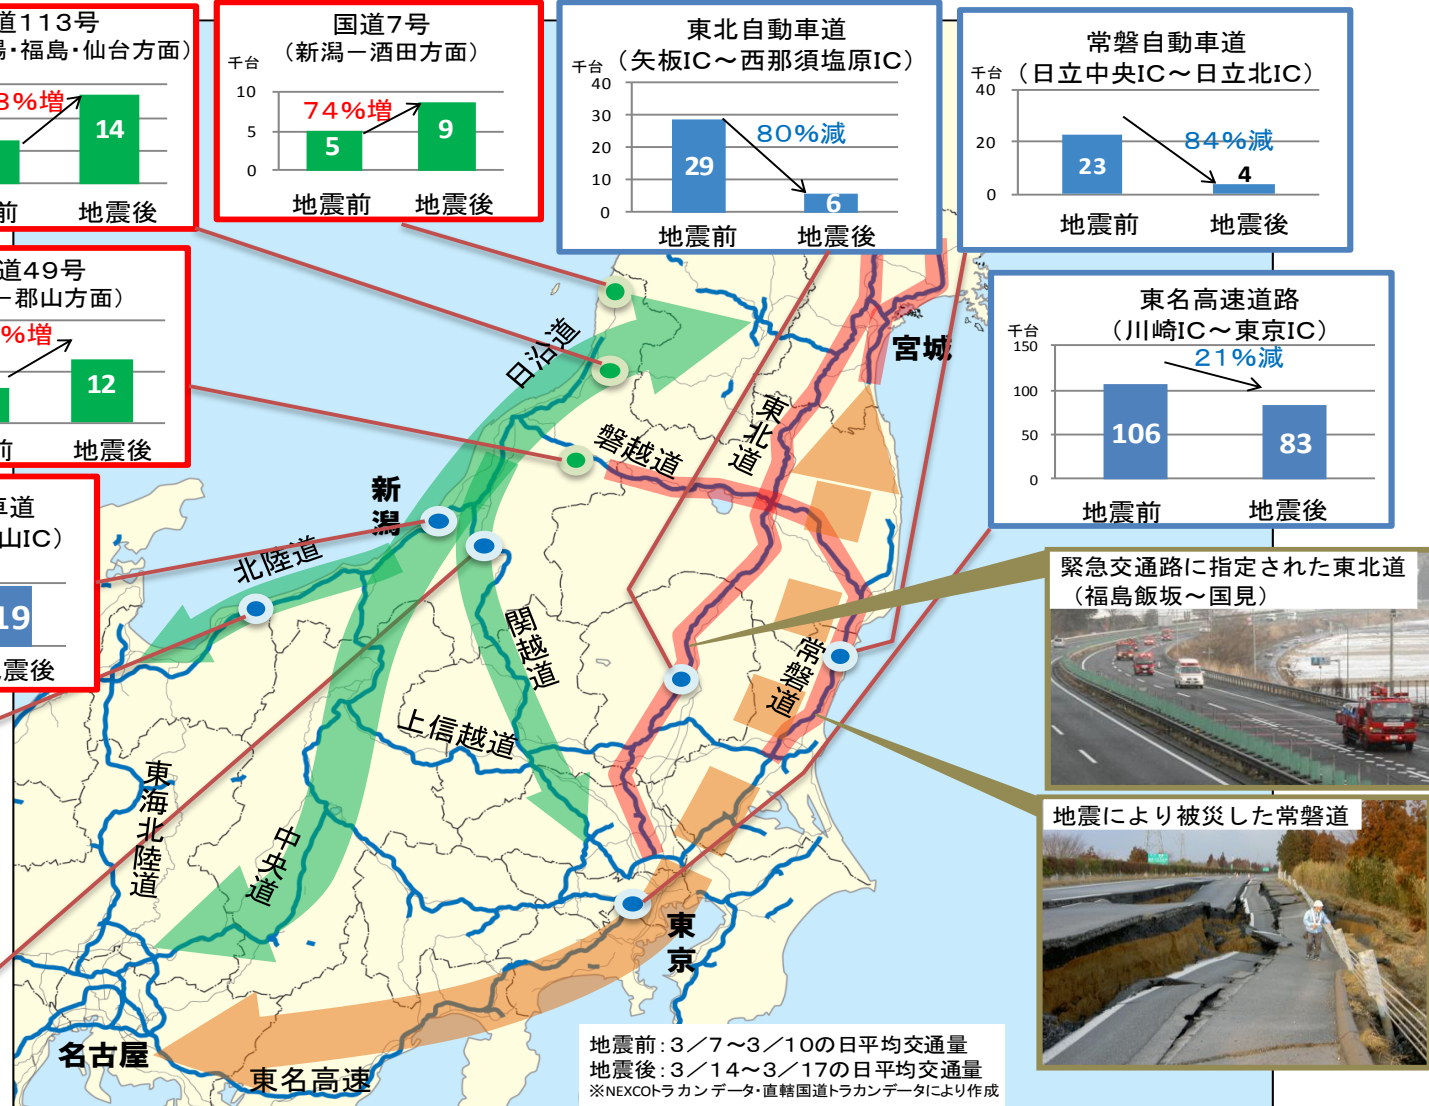 道113号
・福島・仙台方面）
8%増
14
前
地震後
国道7号
（新潟－酒田方面）
千台
10
5
0
74%増
5
9
地震前
地震後
東北自動車道
（矢板IC～西那須塩原IC）
千台
40
30
20
10
0
80%減
29
6
地震前
地震後
常磐自動車道
（日立中央IC～日立北IC）
千台
40
20
0
84%減
23
4
地震前
地震後
道49号
－郡山方面）
%増
12
前
地震後
東名高速道路
（川崎IC～東京IC）
千台
150
100
50
0
21%減
106
83
地震前
地震後
車道
山IC）
19
震後
日沿道
磐越道
東北道
宮城
新潟
北陸道
関越道
上信越道
常磐道
東海北陸道
中央道
東京
名古屋
東名高速
緊急交通路に指定された東北道
（福島飯坂～国見）
地震により被災した常磐道
地震前：3／7～3／10の日平均交通量
地震後：3／14～3／17の日平均交通量
※NEXCOトラカンデータ・直轄国道トラカンデータにより作成